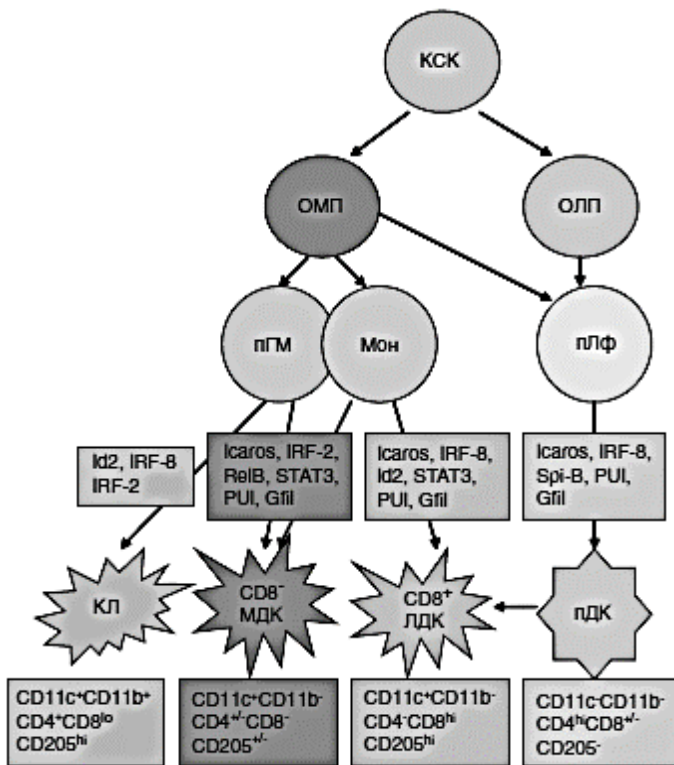 КСК
ОМП
ОЛП
пГМ
Мон
пЛф
Id2, IRF-8
IRF-2
Icaros, IRF-2,
RelB, STAT3,
PUI, Gfil
Icaros, IRF-8,
Id2, STAT3,
PUI, Gfil
Icaros, IRF-8,
Spi-B, PUI,
Gfil
КЛ
CD8⁻
МДК
CD8⁺
ЛДК
пДК
CD11c⁺CD11b⁺
CD4⁺CD8ˡᵒ
CD205ʰⁱ
CD11c⁺CD11b⁻
CD4⁺/⁻CD8⁻
CD205⁺/⁻
CD11c⁺CD11b⁻
CD4⁻CD8ʰⁱ
CD205ʰⁱ
CD11c⁻CD11b⁻
CD4ʰⁱCD8⁺/⁻
CD205⁻